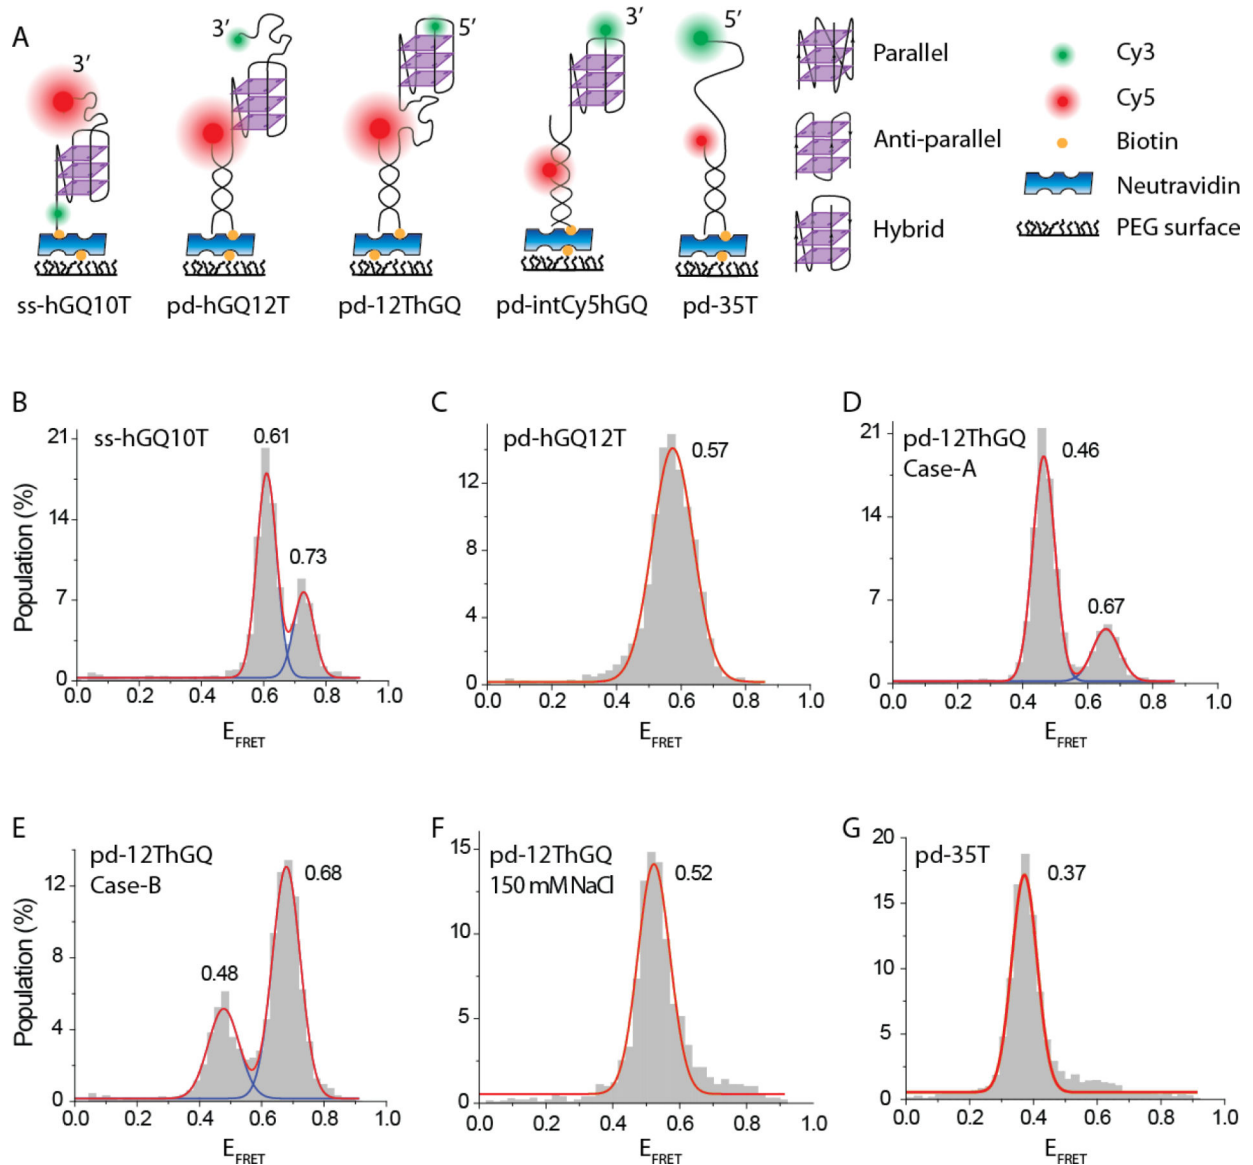 A
3′
3′
5′
3′
5′
ss-hGQ10T
pd-hGQ12T
pd-12ThGQ
pd-intCy5hGQ
pd-35T
Parallel
Anti-parallel
Hybrid
Cy3
Cy5
Biotin
Neutravidin
PEG surface
B
ss-hGQ10T
0.61
0.73
Population (%)
21
14
7
0
0.0 0.2 0.4 0.6 0.8 1.0
EFRET
C
pd-hGQ12T
0.57
12
8
4
0
0.0 0.2 0.4 0.6 0.8 1.0
EFRET
D
pd-12ThGQ
Case-A
0.46
0.67
21
14
7
0
0.0 0.2 0.4 0.6 0.8 1.0
EFRET
E
pd-12ThGQ
Case-B
0.68
0.48
Population (%)
12
8
4
0
0.0 0.2 0.4 0.6 0.8 1.0
EFRET
F
pd-12ThGQ
150 mM NaCl
0.52
15
10
5
0
0.0 0.2 0.4 0.6 0.8 1.0
EFRET
G
pd-35T
0.37
20
15
10
5
0
0.0 0.2 0.4 0.6 0.8 1.0
EFRET